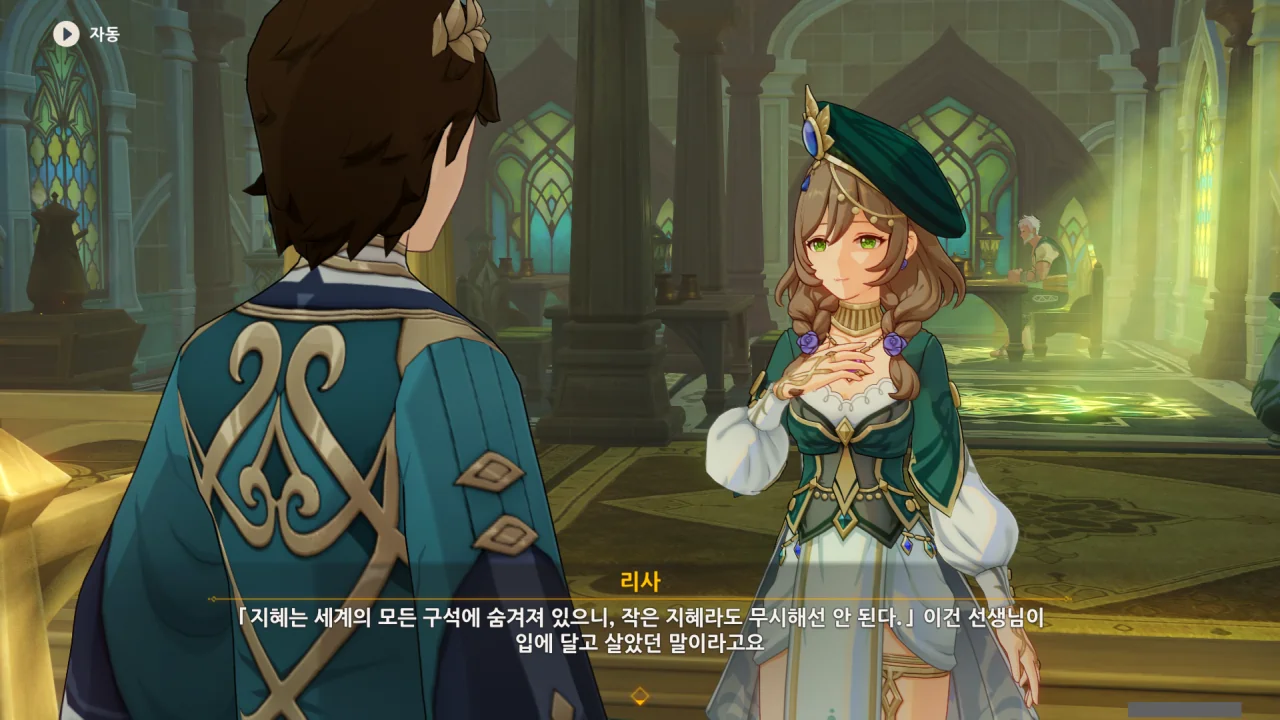 자동
리사
「지혜는 세계의 모든 구석에 숨겨져 있으니, 작은 지혜라도 무시해선 안 된다.」 이건 선생님이
입에 달고 살았던 말이라고요